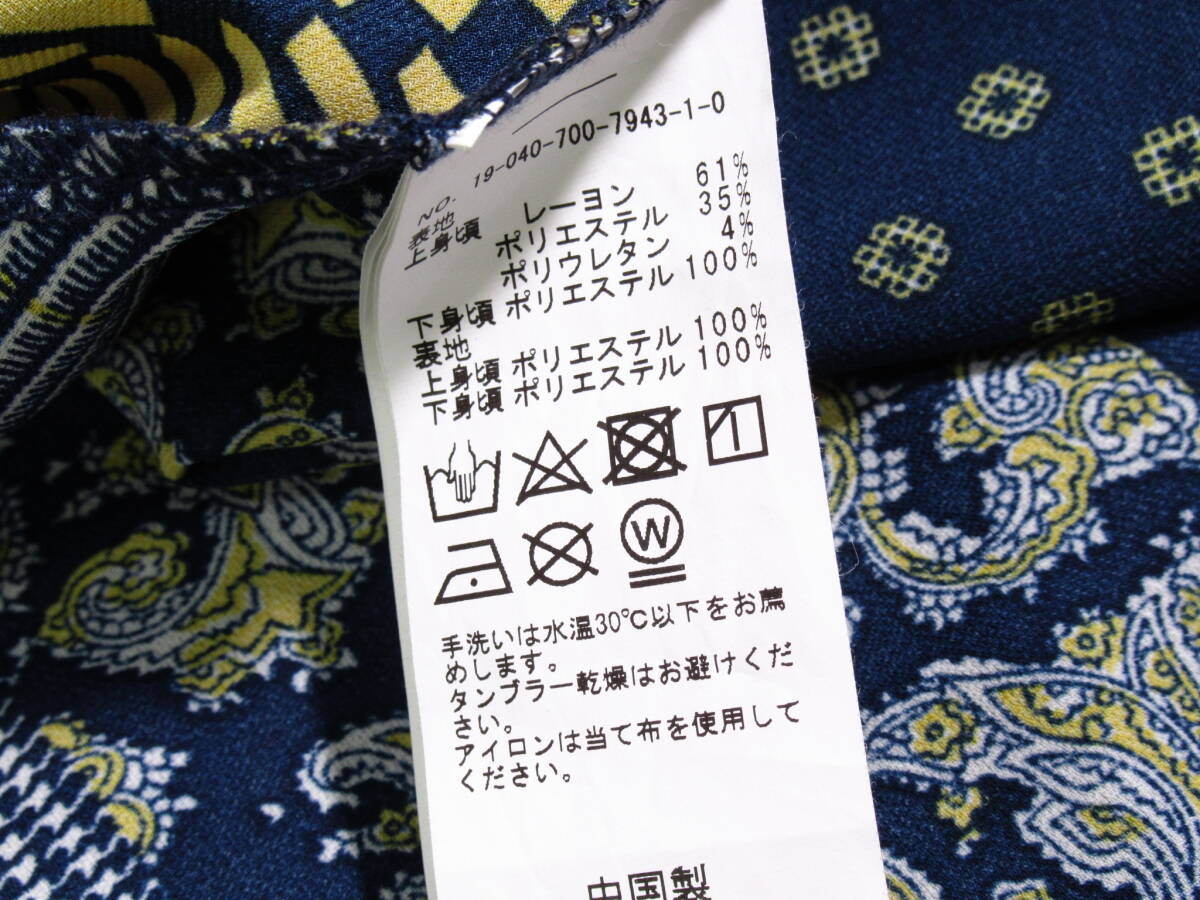 NO. 19-040-700-7943-1-0
表地
上身頃 レーヨン 61%
ポリエステル 35%
ポリウレタン 4%
下身頃 ポリエステル 100%
裏地
上身頃 ポリエステル 100%
下身頃 ポリエステル 100%
W
手洗いは水温30℃以下をお薦
めします。
タンブラー乾燥はお避けくだ
さい。
アイロンは当て布を使用して
ください。
中国製